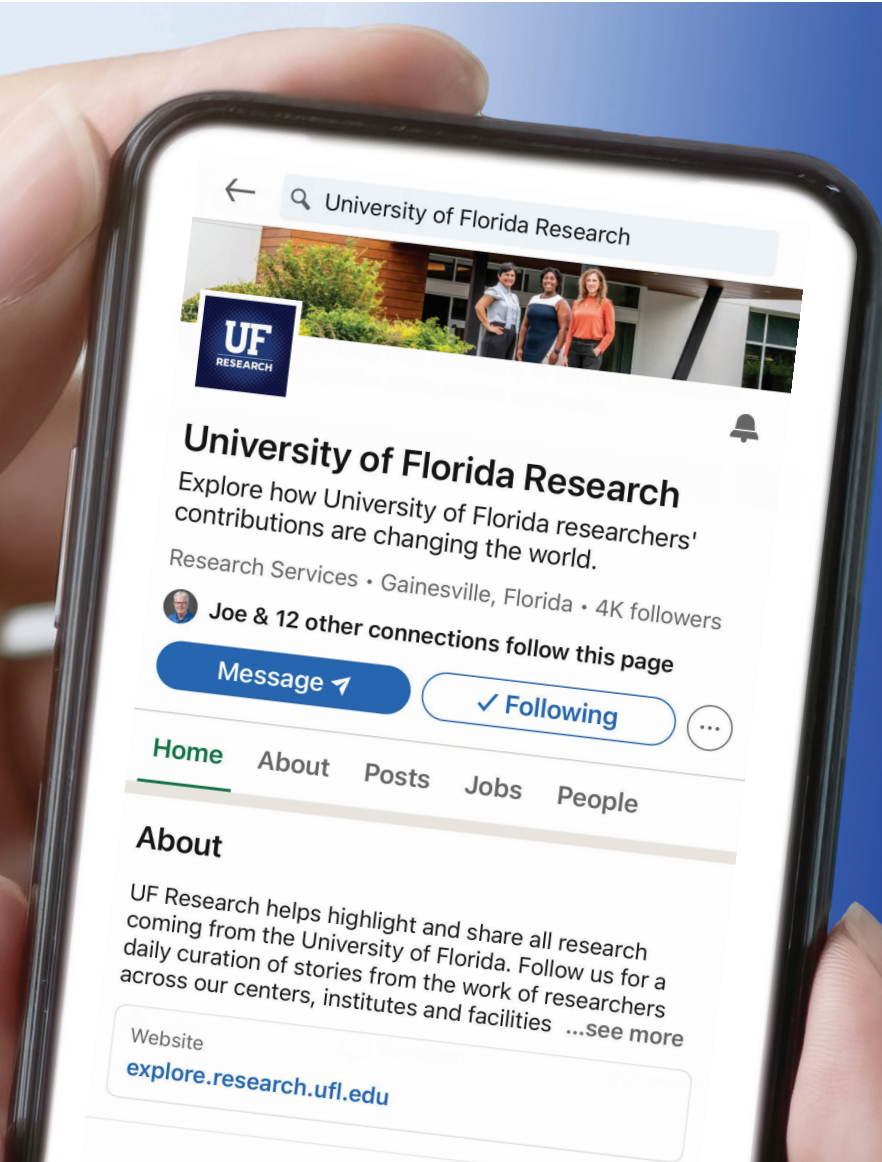 University of Florida Research
UF
RESEARCH
University of Florida Research
Explore how University of Florida researchers'
contributions are changing the world.
Research Services • Gainesville, Florida • 4K followers
Joe & 12 other connections follow this page
Message
Following
Home About Posts Jobs People
About
UF Research helps highlight and share all research
coming from the University of Florida. Follow us for a
daily curation of stories from the work of researchers
across our centers, institutes and facilities ...see more
Website
explore.research.ufl.edu